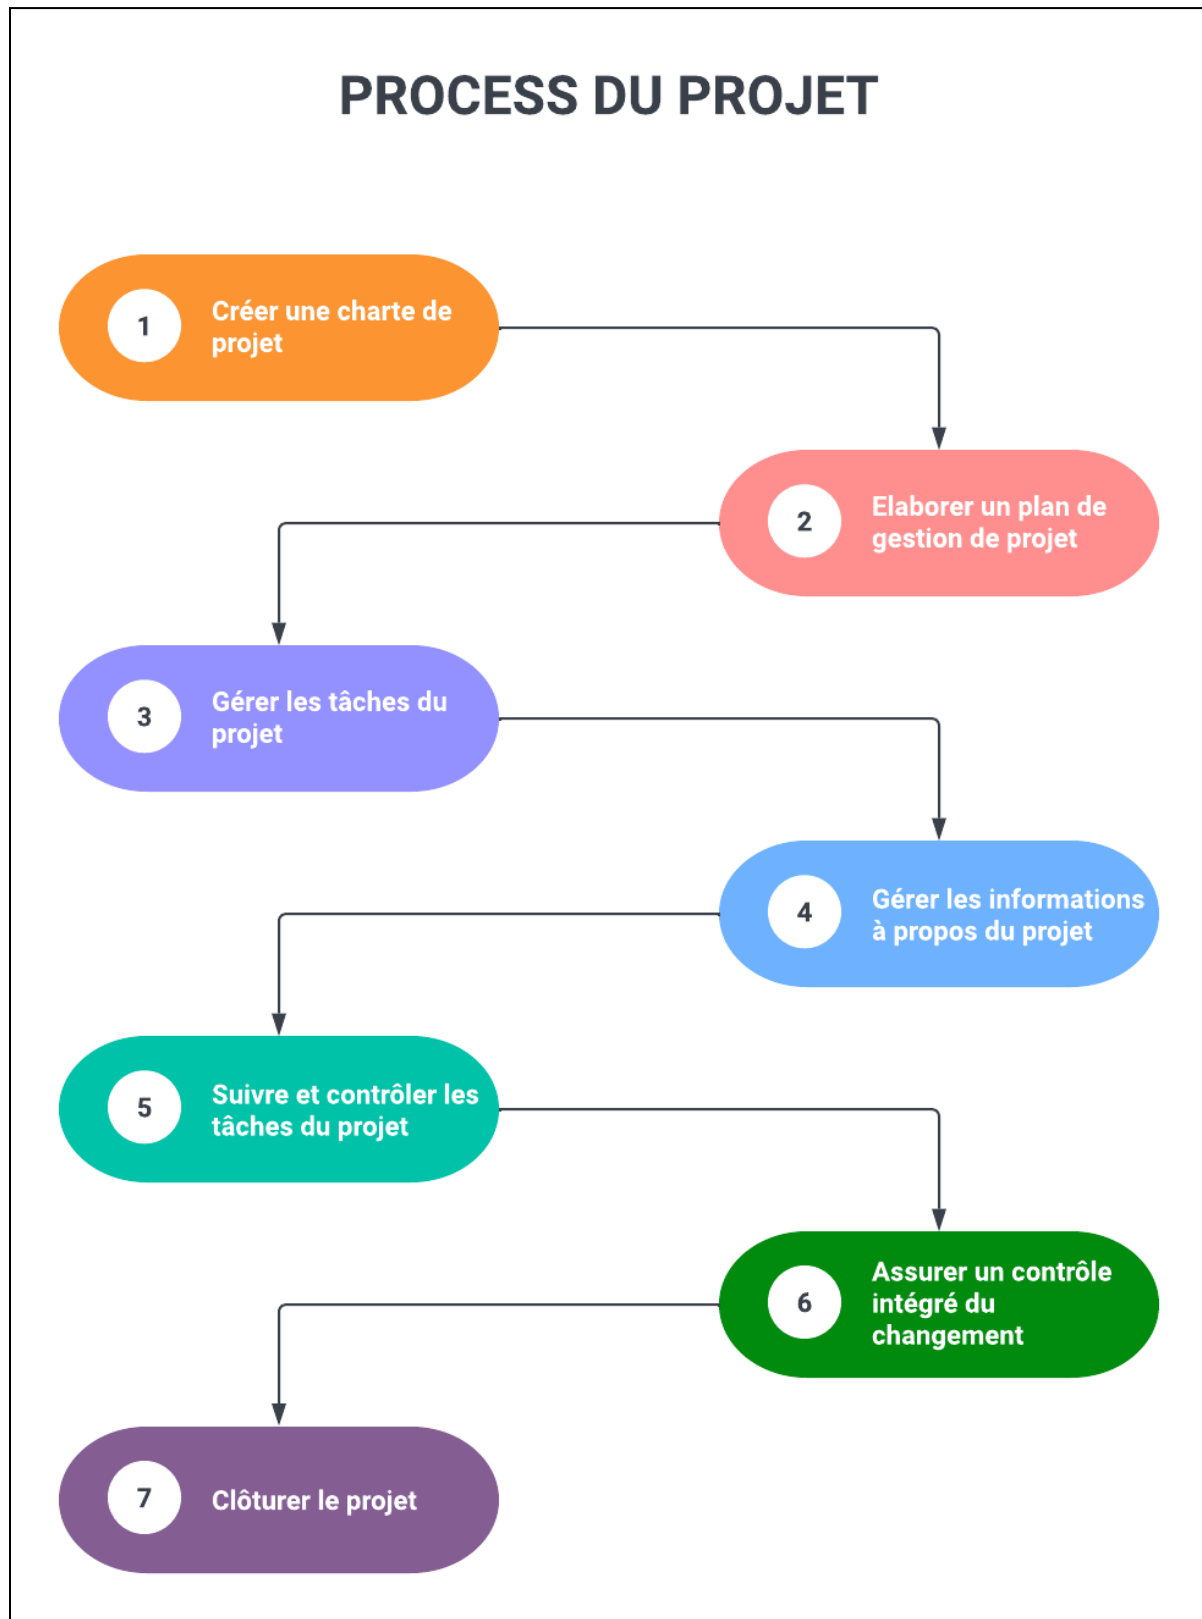 PROCESS DU PROJET
1
Créer une charte de
projet
2
Elaborer un plan de
gestion de projet
3
Gérer les tâches du
projet
4
Gérer les informations
à propos du projet
5
Suivre et contrôler les
tâches du projet
6
Assurer un contrôle
intégré du
changement
7
Clôturer le projet